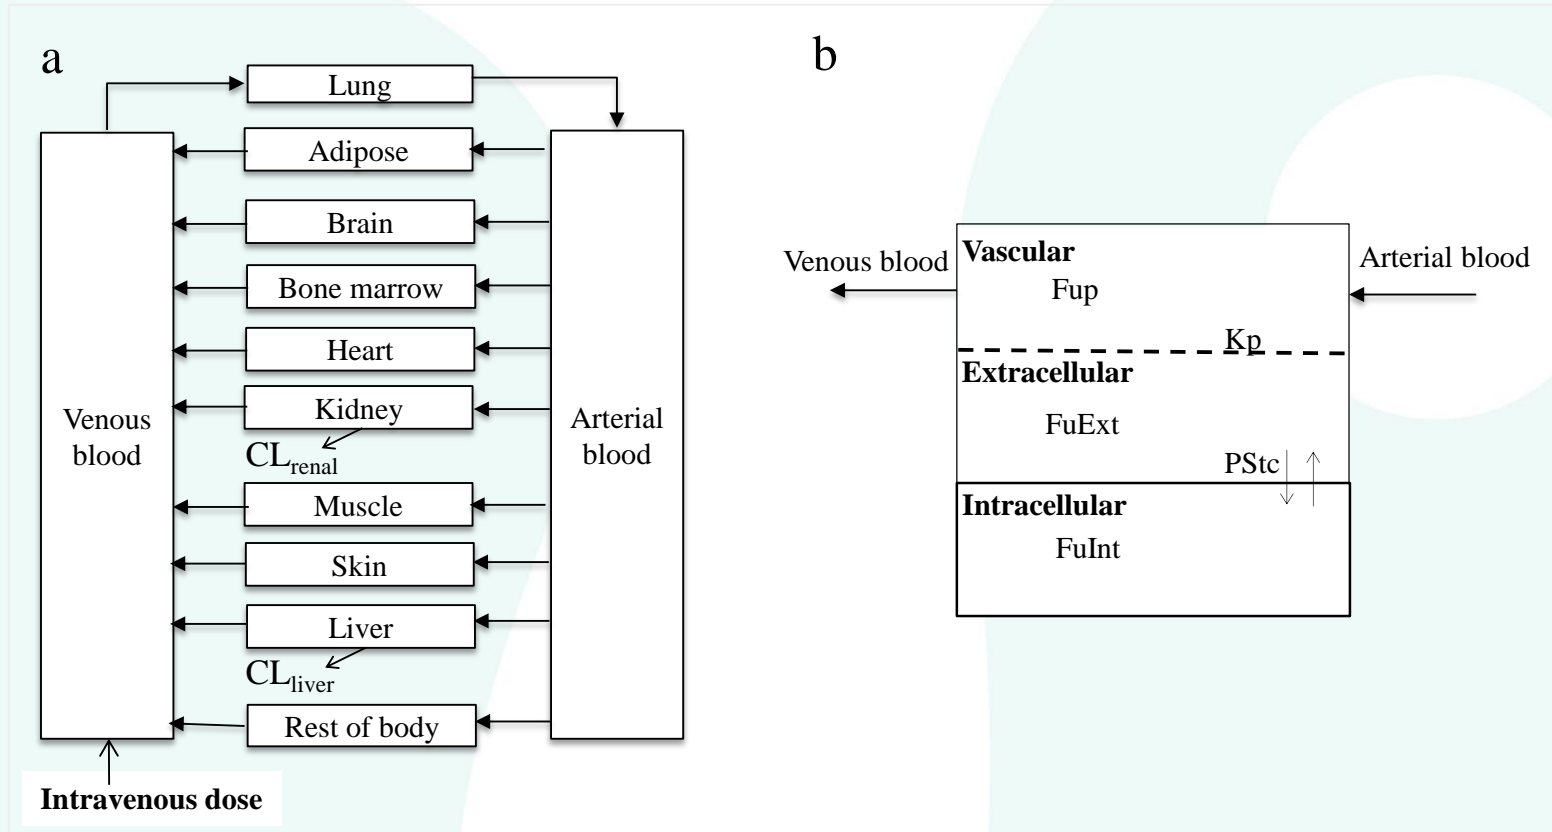 a
Lung
Adipose
Brain
Bone marrow
Heart
Kidney
CLrenal
Muscle
Skin
Liver
CLliver
Rest of body
Venous
blood
Arterial
blood
Intravenous dose
b
Venous blood
Arterial blood
Vascular
Fup
Kp
Extracellular
FuExt
PStc
Intracellular
FuInt